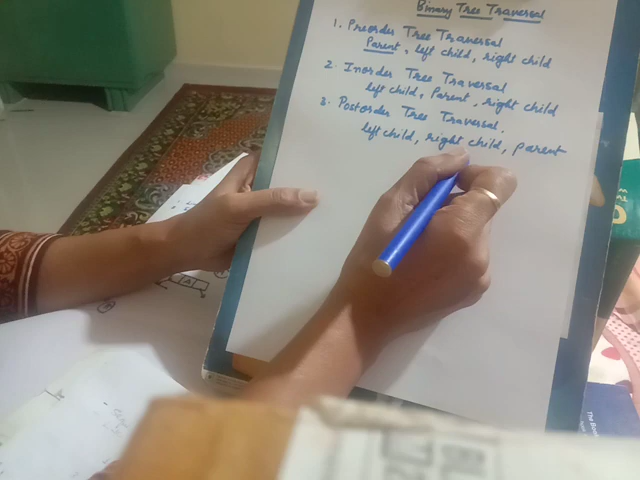 Binary Tree Traversal
1. Preorder Tree Traversal
Parent, left child, right child
2. Inorder Tree Traversal
left child, Parent, right child
3. Postorder Tree Traversal.
left child, right child, parent
A